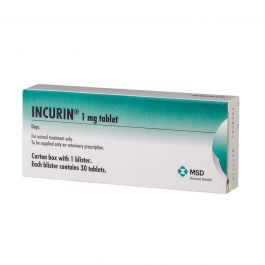 INCURIN® 1 mg tablet
Dogs.
For animal treatment only.
To be supplied only on veterinary prescription.
Carton box with 1 blister.
Each blister contains 30 tablets.
MSD
Animal Health